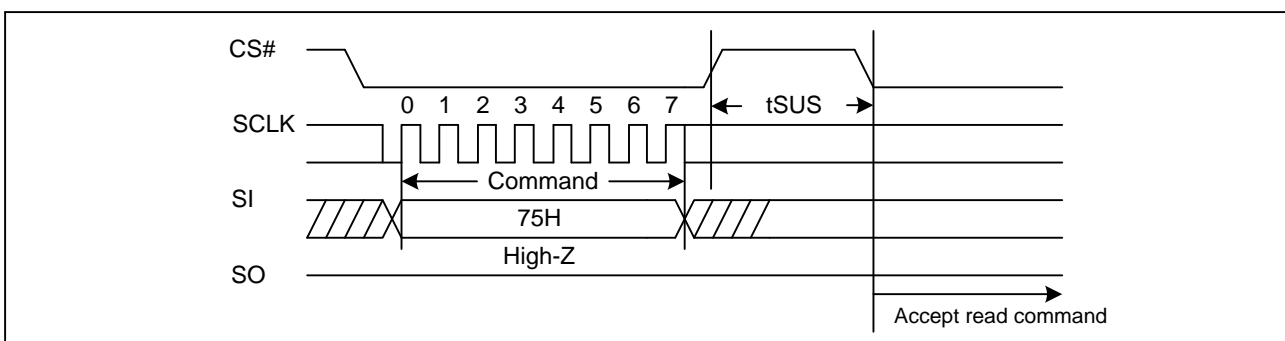 CS#
0 1 2 3 4 5 6 7
tSUS
SCLK
Command
SI
75H
High-Z
SO
Accept read command